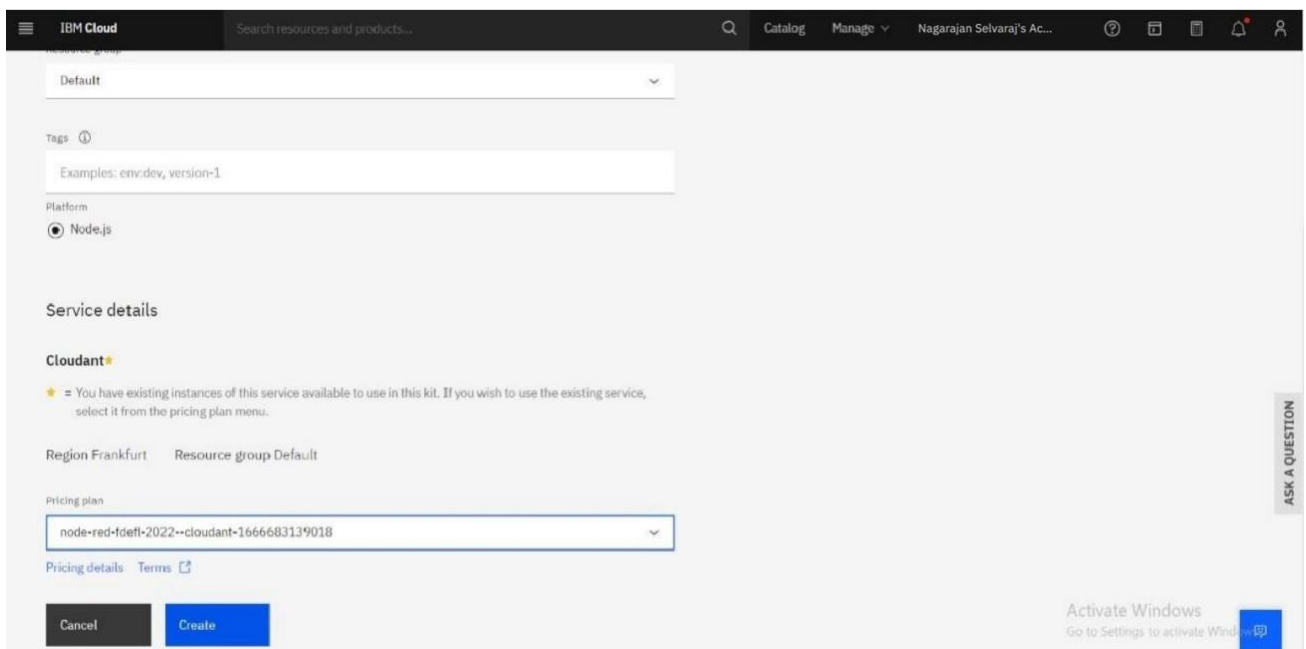 IBM Cloud
Search resources and products...
Catalog
Manage
Nagarajan Selvaraj's Ac...
Resource group
Default
Tags
Examples: env:dev, version-1
Platform
Node.js
Service details
Cloudant
= You have existing instances of this service available to use in this kit. If you wish to use the existing service,
select it from the pricing plan menu.
Region Frankfurt Resource group Default
Pricing plan
node-red-fdefl-2022--cloudant-1666683139018
Pricing details Terms
Cancel
Create
ASK A QUESTION
Activate Windows
Go to Settings to activate Windows